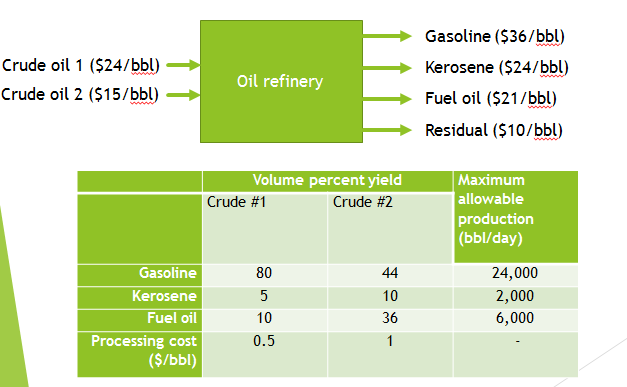 Crude oil 1 ($24/bbl)
Crude oil 2 ($15/bbl)
Oil refinery
Gasoline ($36/bbl)
Kerosene ($24/bbl)
Fuel oil ($21/bbl)
Residual ($10/bbl)
Volume percent yield
Maximum
allowable
production
(bbl/day)
Crude #1 Crude #2
Gasoline 80 44 24,000
Kerosene 5 10 2,000
Fuel oil 10 36 6,000
Processing cost
($/bbl) 0.5 1 -